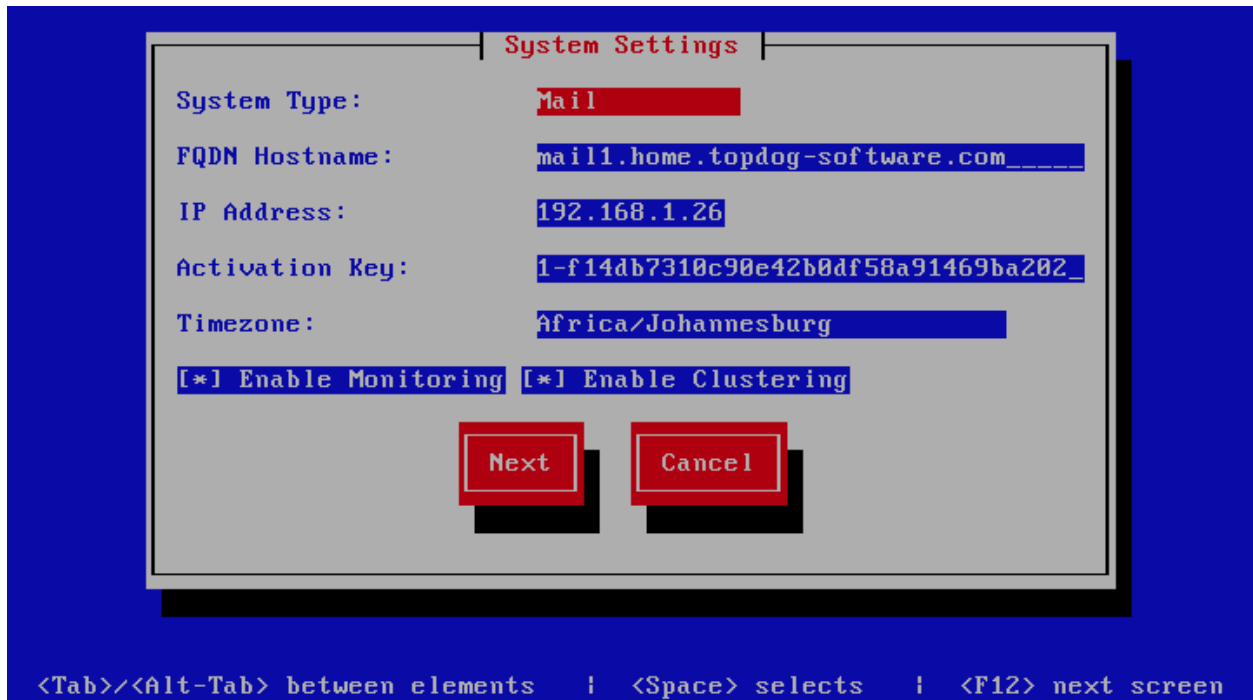 System Settings
System Type: Mail
FQDN Hostname: mail1.home.topdog-software.com_____
IP Address: 192.168.1.26
Activation Key: 1-f14db7310c90e42b0df58a91469ba202_
Timezone: Africa/Johannesburg
[*] Enable Monitoring [*] Enable Clustering
Next Cancel
<Tab>/<Alt-Tab> between elements | <Space> selects | <F12> next screen